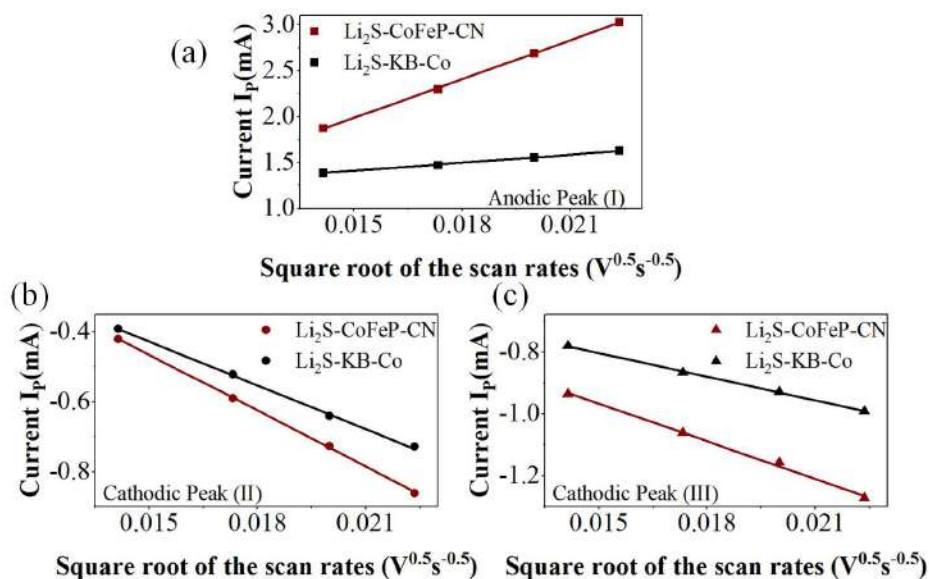 (a)
Current I_P(mA)
3.0
2.5
2.0
1.5
1.0
Li₂S-CoFeP-CN
Li₂S-KB-Co
Anodic Peak (I)
0.015 0.018 0.021
Square root of the scan rates (V^0.5s^-0.5)
(b)
Current I_P(mA)
-0.4
-0.6
-0.8
Li₂S-CoFeP-CN
Li₂S-KB-Co
Cathodic Peak (II)
0.015 0.018 0.021
Square root of the scan rates (V^0.5s^-0.5)
(c)
Current I_P(mA)
-0.8
-1.0
-1.2
Li₂S-CoFeP-CN
Li₂S-KB-Co
Cathodic Peak (III)
0.015 0.018 0.021
Square root of the scan rates (V^0.5s^-0.5)